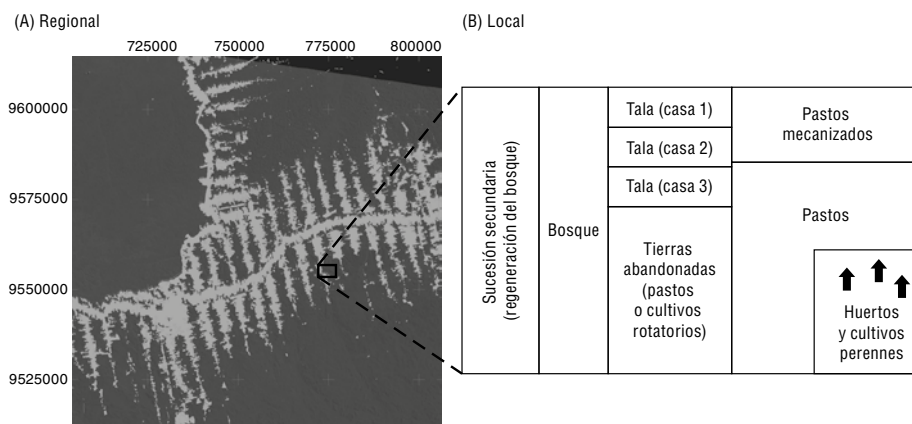 (A) Regional
725000 750000 775000 800000
9600000
9575000
9550000
9525000
(B) Local
Sucesión secundaria
(regeneración del bosque)
Bosque
Tala (casa 1)
Tala (casa 2)
Tala (casa 3)
Tierras
abandonadas
(pastos
o cultivos
rotatorios)
Pastos
mecanizados
Pastos
Huertos
y cultivos
perennes